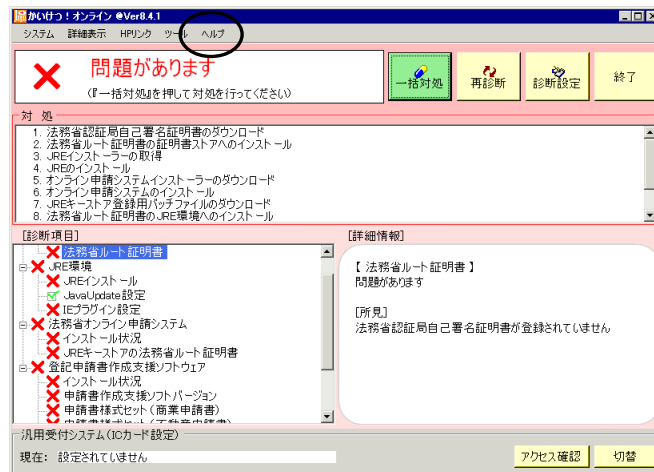 かいけつ！オンライン @Ver8.4.1
システム 詳細表示 HPリンク ツール ヘルプ
問題があります
(『一括対処』を押して対処を行ってください)
一括対処 再診断 診断設定 終了
対 処
1. 法務省認証局自己署名証明書のダウンロード
2. 法務省ルート証明書の証明書ストアへのインストール
3. JREインストーラーの取得
4. JREのインストール
5. オンライン申請システムインストーラーのダウンロード
6. オンライン申請システムのインストール
7. JREキーストア登録用パッチファイルのダウンロード
8. 法務省ルート証明書のJRE環境へのインストール
[診断項目]
法務省ルート証明書
JRE環境
JREインストール
JavaUpdate設定
IEプラグイン設定
法務省オンライン申請システム
インストール状況
JREキーストアの法務省ルート証明書
登記申請書作成支援ソフトウェア
インストール状況
申請書作成支援ソフトバージョン
申請書様式セット(商業申請書)
申請書様式セット(不動産申請書)
[詳細情報]
【 法務省ルート証明書 】
問題があります
[所見]
法務省認証局自己署名証明書が登録されていません
汎用受付システム(ICカード設定)
現在: 設定されていません
アクセス確認 切替